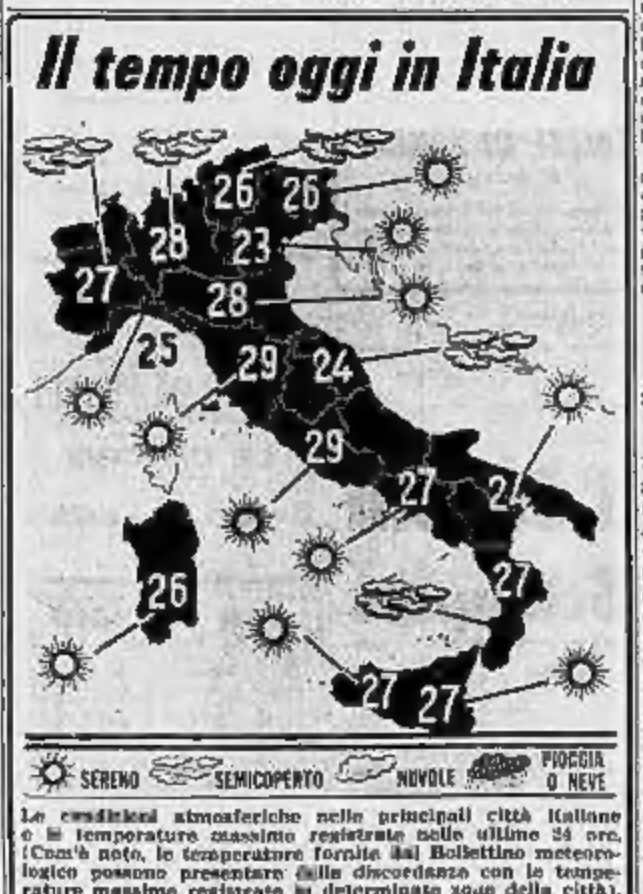 Il tempo oggi in Italia
26 26
28 23
27 28
25 29 24
29 27 24
26 27
27 27
SERENO SEMICOPERTO NUVOLE PIOGGIA O NEVE
Le condizioni atmosferiche nelle principali città italiane
e le temperature massime registrate nelle ultime 24 ore.
(Com'è noto, le temperature fornite dal Bollettino meteoro-
logico possono presentare delle discordanze con le tempe-
rature massime registrate in determinate zone della città).